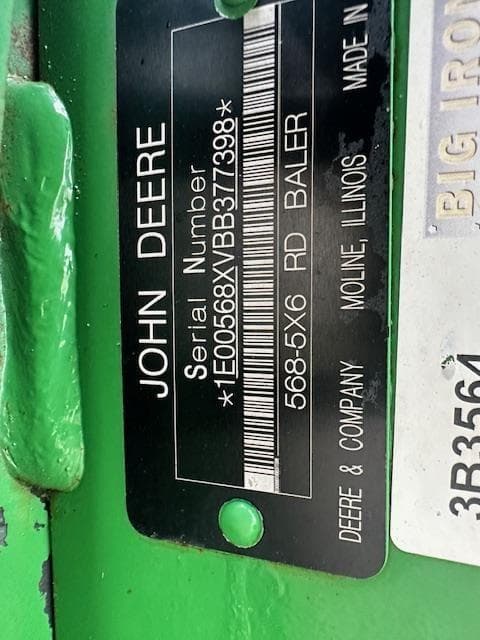 JOHN DEERE
Serial Number
*1E00568XVBB377398*
568-5X6 RD BALER
DEERE & COMPANY MOLINE, ILLINOIS MADE IN
BIG IRON
3B3564